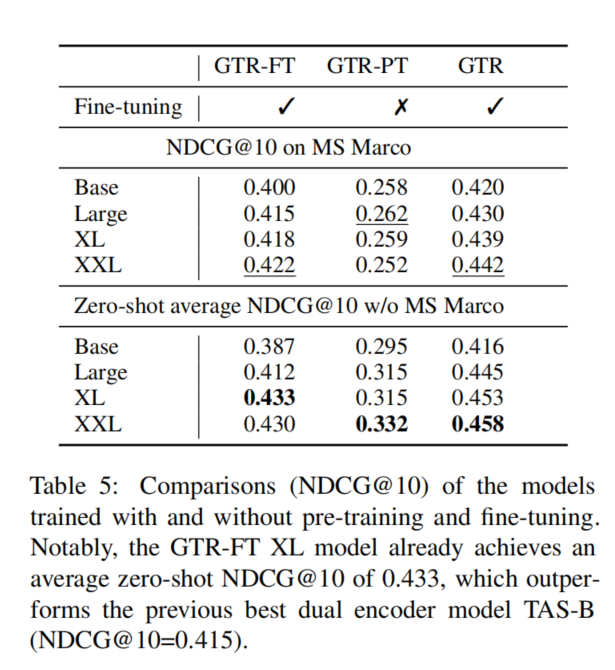 GTR-FT GTR-PT GTR
Fine-tuning ✓ ✗ ✓
NDCG@10 on MS Marco
Base 0.400 0.258 0.420
Large 0.415 0.262 0.430
XL 0.418 0.259 0.439
XXL 0.422 0.252 0.442
Zero-shot average NDCG@10 w/o MS Marco
Base 0.387 0.295 0.416
Large 0.412 0.315 0.445
XL 0.433 0.315 0.453
XXL 0.430 0.332 0.458
Table 5: Comparisons (NDCG@10) of the models
trained with and without pre-training and fine-tuning.
Notably, the GTR-FT XL model already achieves an
average zero-shot NDCG@10 of 0.433, which outper-
forms the previous best dual encoder model TAS-B
(NDCG@10=0.415).